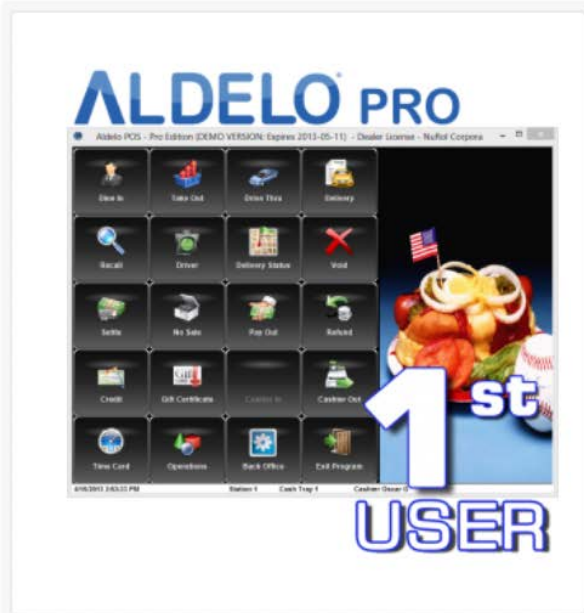 ALDELO PRO
Aldelo POS - Pro Edition (DEMO VERSION: Expires 2013-05-11) - Dealer License - NuRol Corpora
Dine In Take Out Drive Thru Delivery
Recall Driver Delivery Status Void
Settle No Sale Pay Out Refund
Credit Gift Certificate Cashier In Cashier Out
Time Card Operations Back Office Exit Program
Station 1 Cash Tray 1
1st
USER